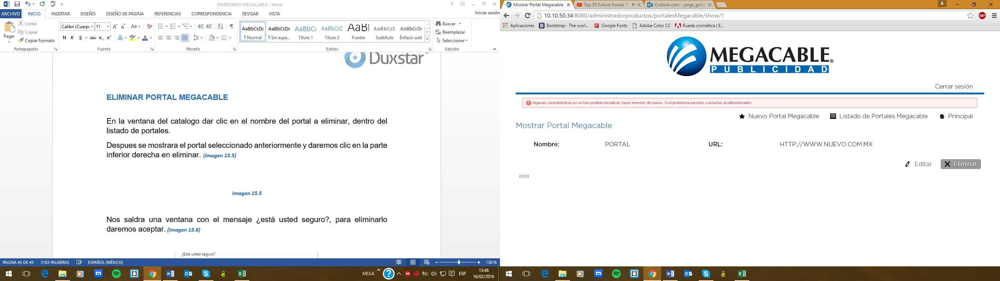 INVENTARIO MEGACABLE - Word
ARCHIVO INICIO INSERTAR DISEÑO DISEÑO DE PÁGINA REFERENCIAS CORRESPONDENCIA REVISAR VISTA Iniciar sesión
Pegar
Cortar
Copiar
Copiar formato
Portapapeles
Calibri (Cuerpo 11
N K S abc x₂ x²
Fuente
Párrafo
AaBbCcDc AaBbCcDc AaBbCc AaBbCcE AaBl AaBbCcD AaBbCcDc
¶ Normal ¶ Sin espa... Título 1 Título 2 Puesto Subtítulo Énfasis sutil
Estilos
Buscar
Reemplazar
Seleccionar
Edición
Duxstar®
ELIMINAR PORTAL MEGACABLE
En la ventana del catalogo dar clic en el nombre del portal a eliminar, dentro del
listado de portales.
Despues se mostrara el portal seleccionado anteriormente y daremos clic en la parte
inferior derecha en eliminar. (Imagen 15.5)
Imagen 15.5
Nos saldra una ventana con el mensaje ¿está usted seguro?, para eliminarlo
daremos aceptar. (Imagen 13.6)
¿Está usted seguro?
PÁGINA 45 DE 45 3183 PALABRAS ESPAÑOL (MÉXICO) 130 %
MEGA » ESP 13:46
16/02/2016
Mostrar Portal Megacable Top 50 Future House Tr Outlook.com - jorge_gutie
10.10.50.34:8080/administradorproductos/portalesMegacable/show/1
ABP
Aplicaciones Bootstrap · The worl... Google Fonts Adobe Color CC Rueda cromática | E...
MEGACABLE®
PUBLICIDAD
Cerrar sesión
Algunas características no se han podido inicializar, favor intentar de nuevo. Si el problema persiste, contactar al administrador.
Nuevo Portal Megacable Listado de Portales Megacable Principal
Mostrar Portal Megacable
Nombre: PORTAL URL: HTTP://WWW.NUEVO.COM.MX
Editar Eliminar
0.1.23